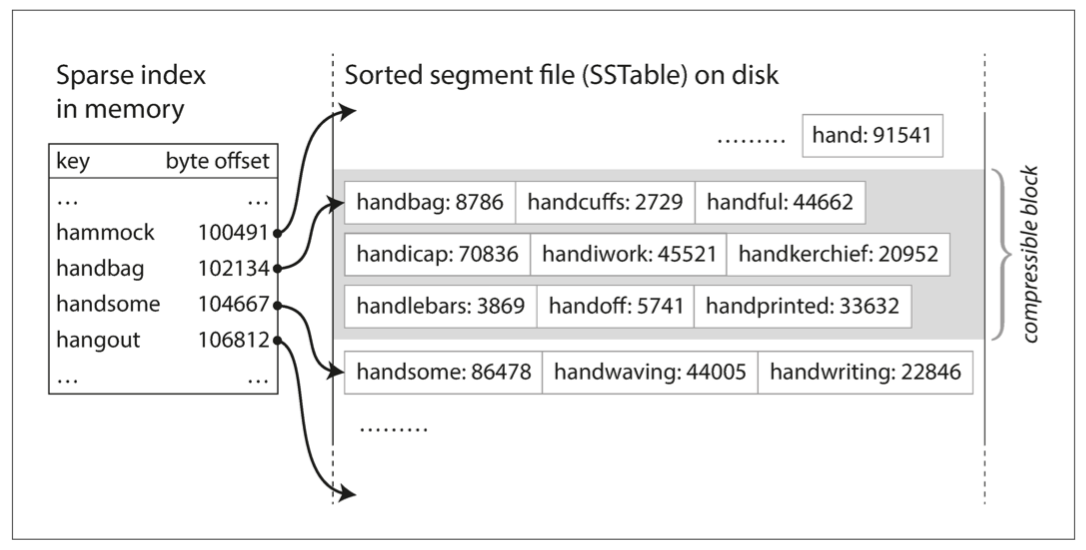 Sparse index
in memory
key byte offset
... ...
hammock 100491
handbag 102134
handsome 104667
hangout 106812
... ...
Sorted segment file (SSTable) on disk
......... hand: 91541
handbag: 8786 handcuffs: 2729 handful: 44662
handicap: 70836 handiwork: 45521 handkerchief: 20952
handlebars: 3869 handoff: 5741 handprinted: 33632
handsome: 86478 handwaving: 44005 handwriting: 22846
.........
compressible block